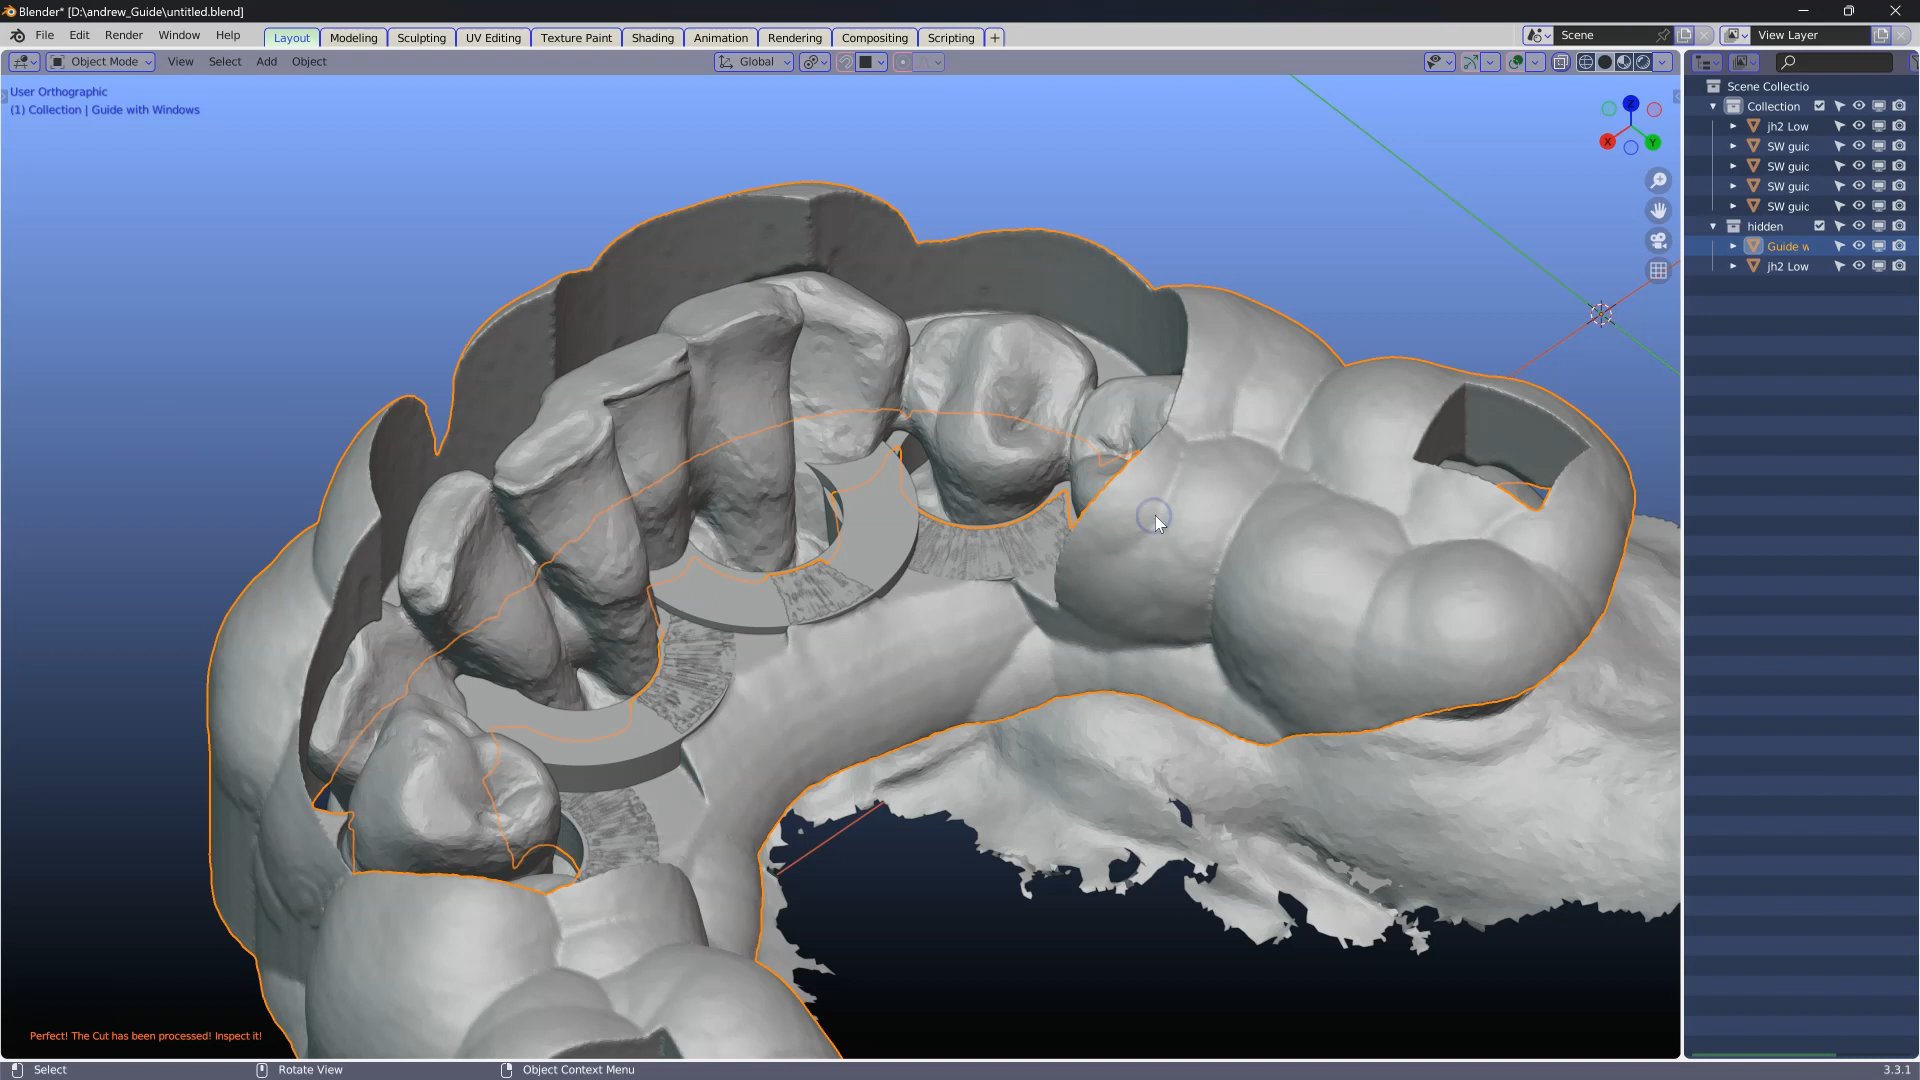 Blender* [D:\andrew_Guide\untitled.blend]
File Edit Render Window Help Layout Modeling Sculpting UV Editing Texture Paint Shading Animation Rendering Compositing Scripting + Scene View Layer
Object Mode View Select Add Object Global
User Orthographic
(1) Collection | Guide with Windows
Scene Collectio
Collection
jh2 Low
SW guic
SW guic
SW guic
SW guic
hidden
Guide w
jh2 Low
Z
X
Y
Perfect! The Cut has been processed! Inspect it!
Select Rotate View Object Context Menu 3.3.1